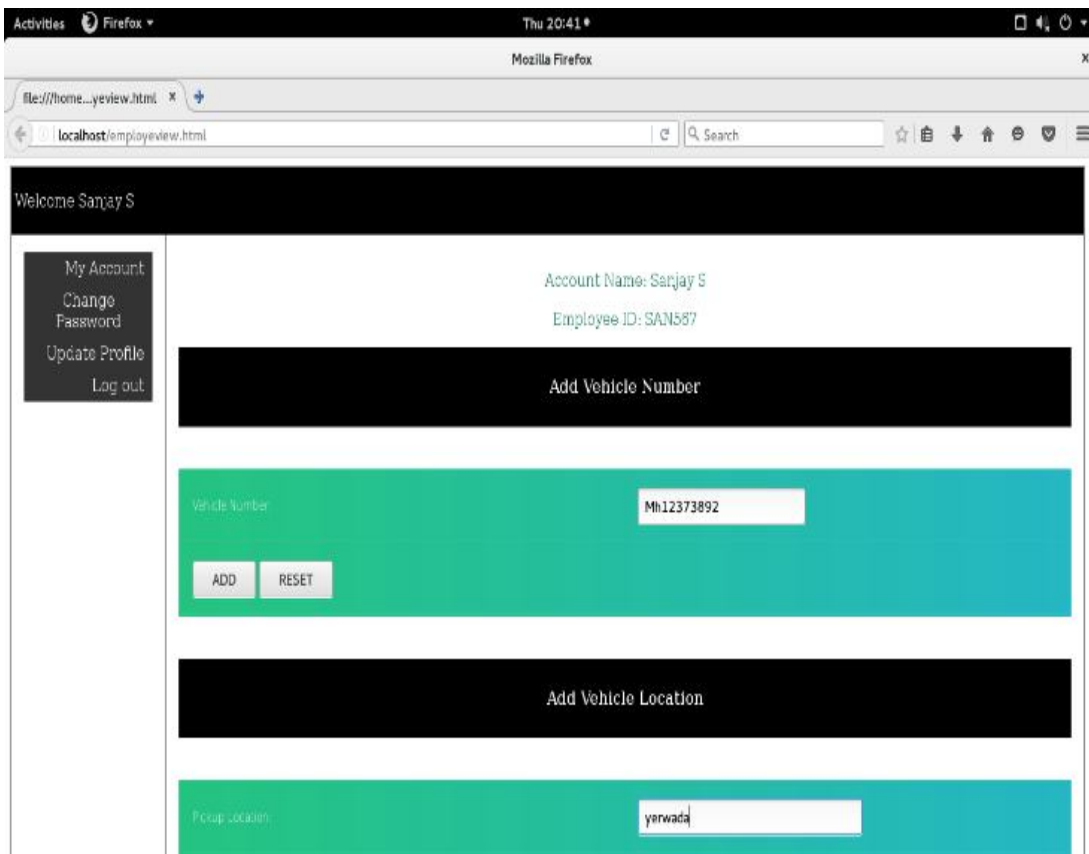 Activities Firefox
Thu 20:41
Mozilla Firefox
x
file:///home...yeview.html x
localhost/employeview.html
Search
Welcome Sanjay S
My Account
Change
Password
Update Profile
Log out
Account Name: Sanjay S
Employee ID: SAN567
Add Vehicle Number
Vehicle Number
Mh12373892
ADD RESET
Add Vehicle Location
Pickup Location
yerwada